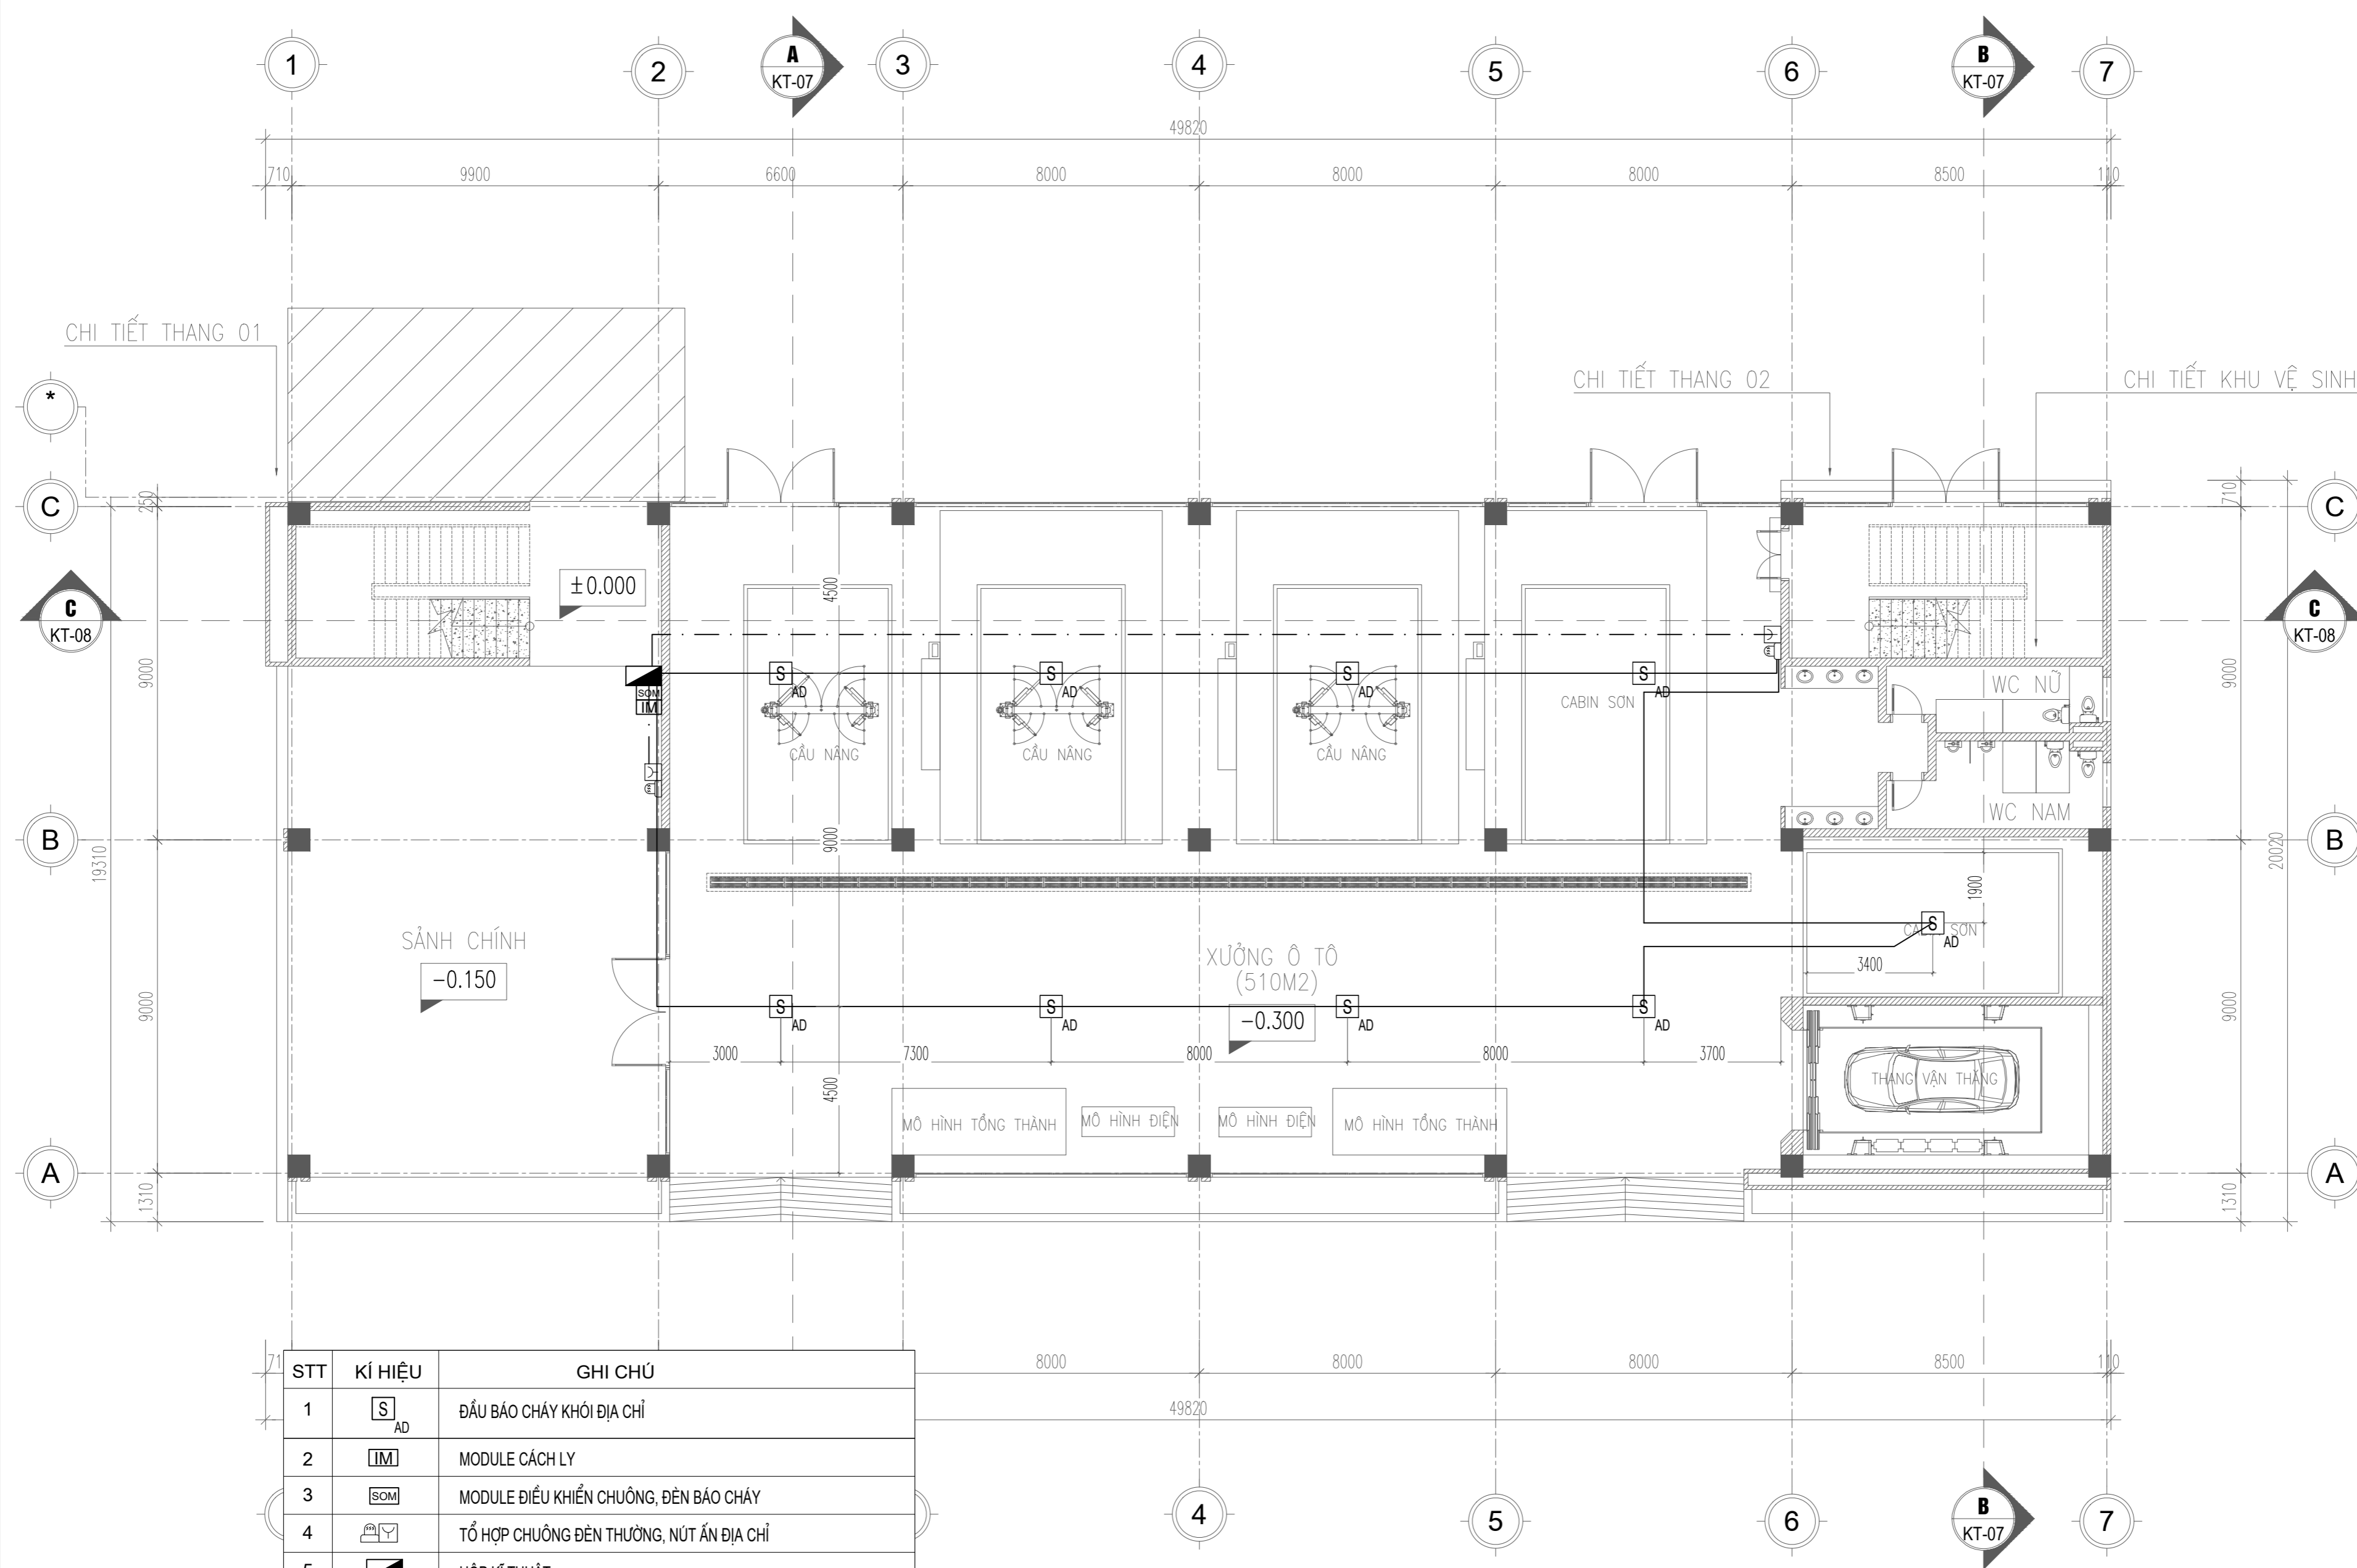 1
2
A
KT-07
3
4
5
6
B
KT-07
7
49820
710
9900
6600
8000
8000
8000
8500
110
CHI TIẾT THANG 01
CHI TIẾT THANG 02
CHI TIẾT KHU VỆ SINH
*
C
250
710
C
±0.000
4500
C
KT-08
C
KT-08
9000
S
AD
S
AD
S
AD
S
AD
9000
SOM
IM
CABIN SƠN
WC NỮ
CẦU NÂNG
CẦU NÂNG
CẦU NÂNG
WC NAM
B
19310
9000
20020
B
1900
SẢNH CHÍNH
-0.150
XƯỞNG Ô TÔ
(510M2)
-0.300
S
AD
SƠN
3400
9000
9000
S
AD
S
AD
S
AD
S
AD
3000
7300
8000
8000
3700
4500
THANG VẬN THĂNG
MÔ HÌNH TỔNG THÀNH
MÔ HÌNH ĐIỆN
MÔ HÌNH ĐIỆN
MÔ HÌNH TỔNG THÀNH
A
1310
1310
A
71
8000
8000
8000
8500
110
49820
STT KÍ HIỆU GHI CHÚ
1 S AD ĐẦU BÁO CHÁY KHÓI ĐỊA CHỈ
2 IM MODULE CÁCH LY
3 SOM MODULE ĐIỀU KHIỂN CHUÔNG, ĐÈN BÁO CHÁY
4 TỔ HỢP CHUÔNG ĐÈN THƯỜNG, NÚT ẤN ĐỊA CHỈ
5
4
5
6
B
KT-07
7